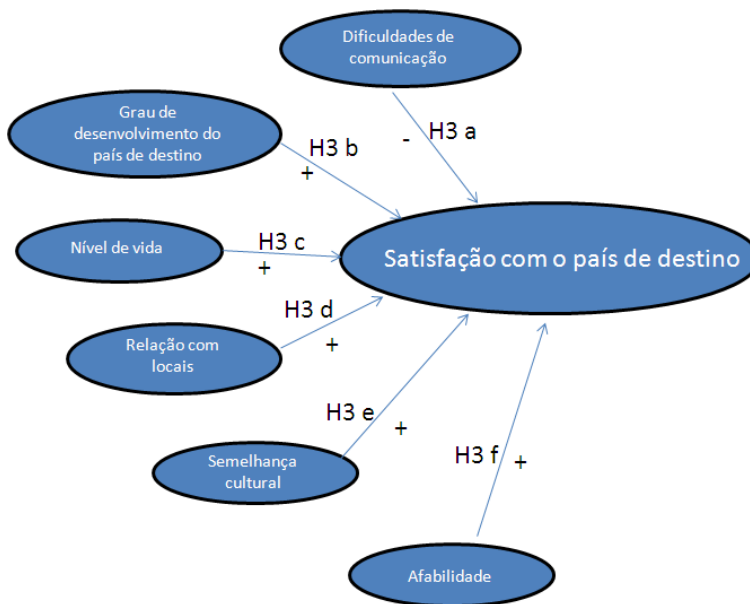 Dificuldades de
comunicação
Grau de
desenvolvimento do
país de destino
H3 b
+
-
H3 a
Nível de vida
H3 c
+
Satisfação com o país de destino
H3 d
+
Relação com
locais
H3 e
+
Semelhança
cultural
H3 f
+
Afabilidade